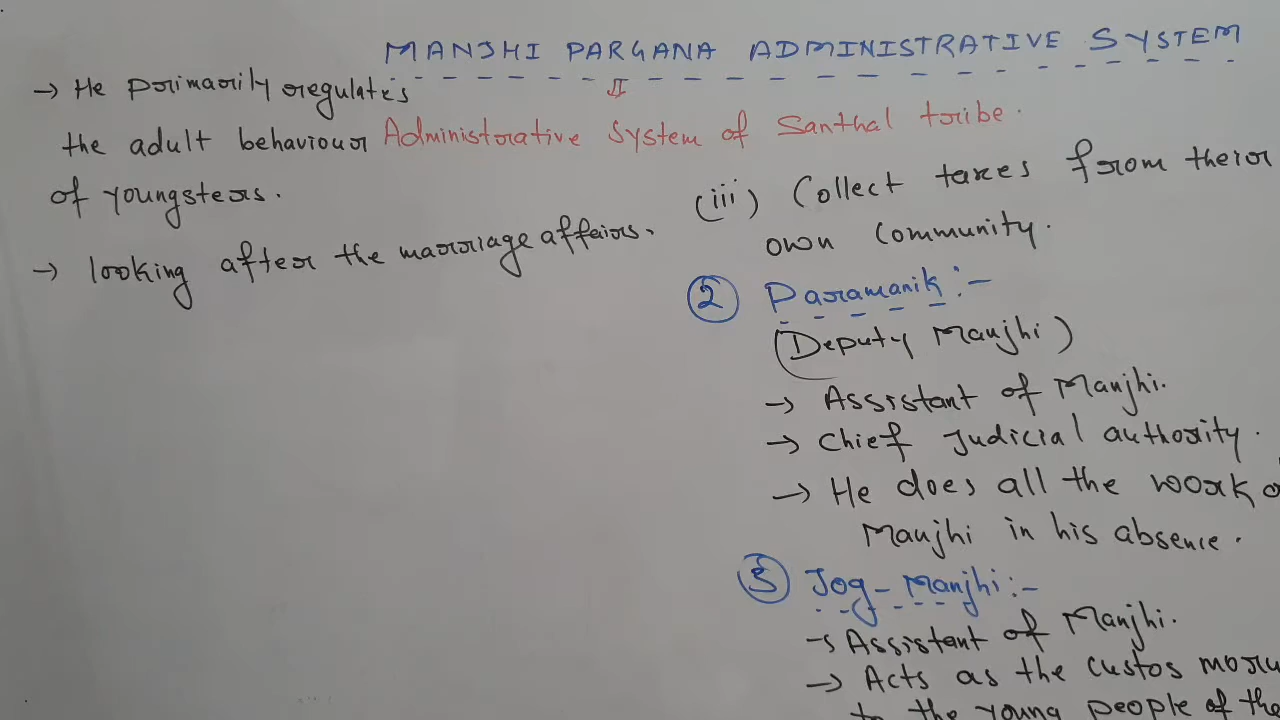 MANJHI PARGANA ADMINISTRATIVE SYSTEM
Administrative System of Santhal tribe.
→ He primarily regulates
the adult behaviour
of youngsters.
→ looking after the marriage affairs.
(iii) Collect taxes from their
own community.
② Paramanik:-
(Deputy Manjhi)
→ Assistant of Manjhi.
→ Chief Judicial authority.
→ He does all the work
Manjhi in his absence.
③ Jog-Manjhi:-
→ Assistant of Manjhi.
→ Acts as the custos
to the young people of the